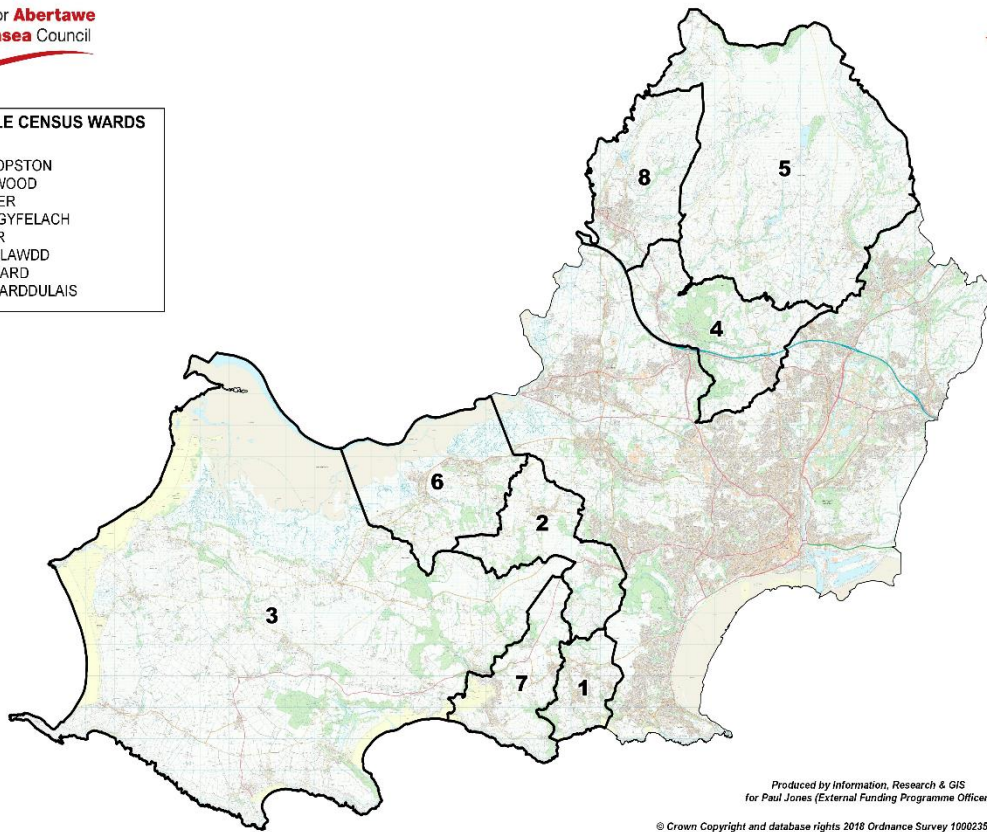 or Abertawe
nsea Council
LE CENSUS WARDS
OPSTON
WOOD
ER
GYFELACH
R
LAWDD
ARD
ARDDULAIS
8
5
4
6
2
3
7
1
Produced by Information, Research & GIS
for Paul Jones (External Funding Programme Officer
© Crown Copyright and database rights 2018 Ordnance Survey 1000235